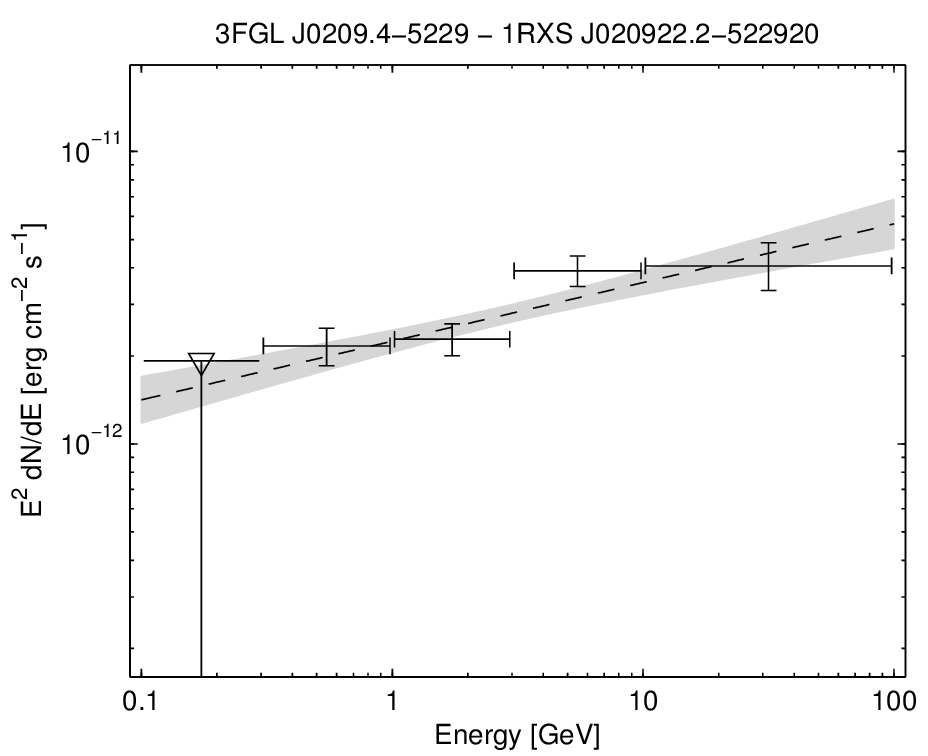 3FGL J0209.4−5229 − 1RXS J020922.2−522920
10⁻¹¹
10⁻¹²
E² dN/dE [erg cm⁻² s⁻¹]
0.1 1 10 100
Energy [GeV]